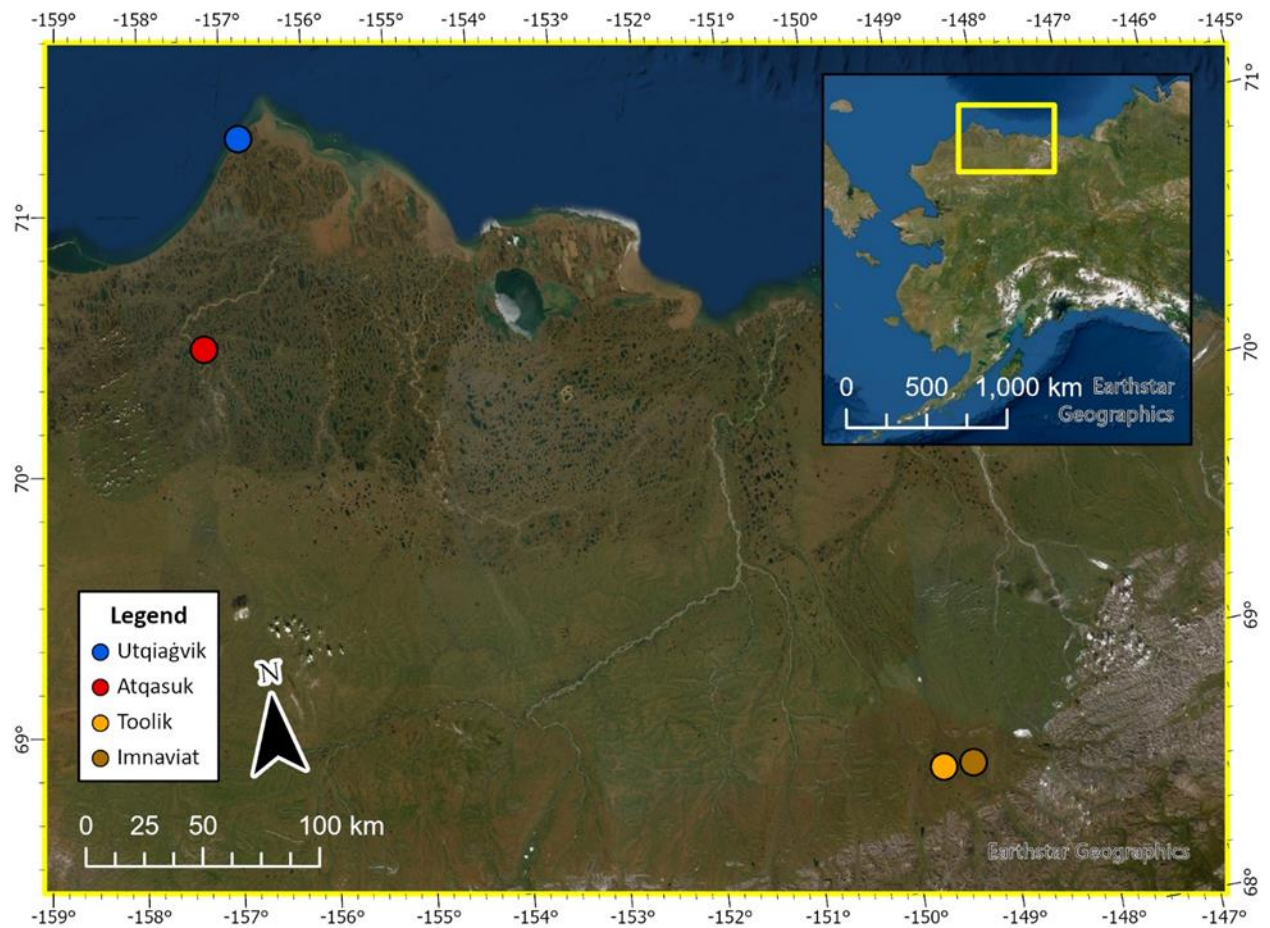 -159° -158° -157° -156° -155° -154° -153° -152° -151° -150° -149° -148° -147° -146° -145°
71°
71°
0 500 1,000 km
Earthstar
Geographics
70°
70°
69°
69°
Legend
Utqiaġvik
Atqasuk
Toolik
Imnaviat
N
0 25 50 100 km
Earthstar Geographics
68°
-159° -158° -157° -156° -155° -154° -153° -152° -151° -150° -149° -148° -147°